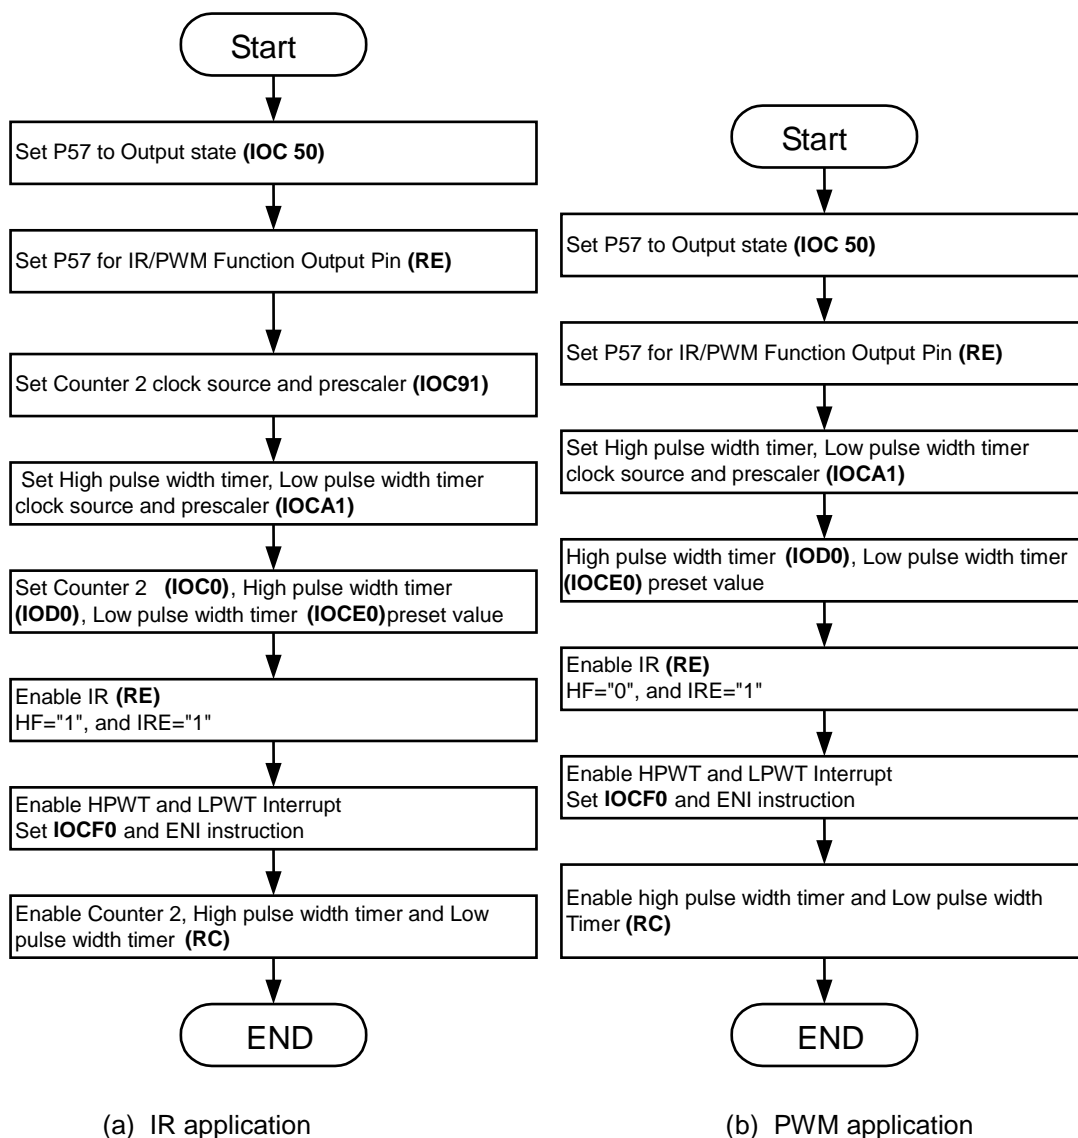 Start
Set P57 to Output state (IOC 50)
Set P57 for IR/PWM Function Output Pin (RE)
Set Counter 2 clock source and prescaler (IOC91)
Set High pulse width timer, Low pulse width timer
clock source and prescaler (IOCA1)
Set Counter 2 (IOC0), High pulse width timer
(IOD0), Low pulse width timer (IOCE0)preset value
Enable IR (RE)
HF="1", and IRE="1"
Enable HPWT and LPWT Interrupt
Set IOCF0 and ENI instruction
Enable Counter 2, High pulse width timer and Low
pulse width timer (RC)
END
(a) IR application
Start
Set P57 to Output state (IOC 50)
Set P57 for IR/PWM Function Output Pin (RE)
Set High pulse width timer, Low pulse width timer
clock source and prescaler (IOCA1)
High pulse width timer (IOD0), Low pulse width timer
(IOCE0) preset value
Enable IR (RE)
HF="0", and IRE="1"
Enable HPWT and LPWT Interrupt
Set IOCF0 and ENI instruction
Enable high pulse width timer and Low pulse width
Timer (RC)
END
(b) PWM application